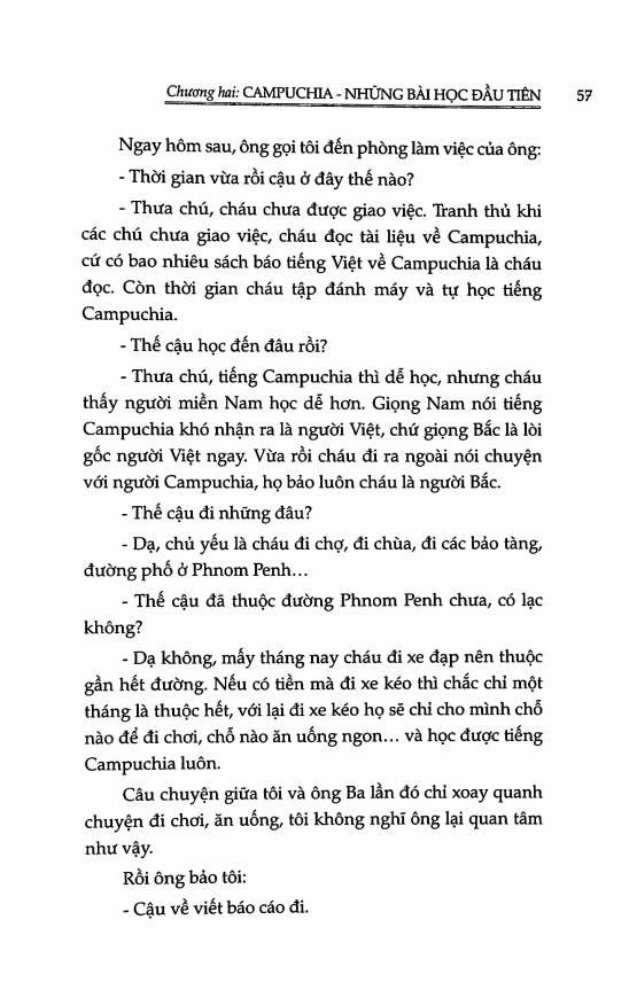 Chương hai: CAMPUCHIA - NHỮNG BÀI HỌC ĐẦU TIÊN 57
Ngay hôm sau, ông gọi tôi đến phòng làm việc của ông:
- Thời gian vừa rồi cậu ở đây thế nào?
- Thưa chú, cháu chưa được giao việc. Tranh thủ khi
các chú chưa giao việc, cháu đọc tài liệu về Campuchia,
cứ có bao nhiêu sách báo tiếng Việt về Campuchia là cháu
đọc. Còn thời gian cháu tập đánh máy và tự học tiếng
Campuchia.
- Thế cậu học đến đâu rồi?
- Thưa chú, tiếng Campuchia thì dễ học, nhưng cháu
thấy người miền Nam học dễ hơn. Giọng Nam nói tiếng
Campuchia khó nhận ra là người Việt, chứ giọng Bắc là lòi
gốc người Việt ngay. Vừa rồi cháu đi ra ngoài nói chuyện
với người Campuchia, họ bảo luôn cháu là người Bắc.
- Thế cậu đi những đâu?
- Dạ, chủ yếu là cháu đi chợ, đi chùa, đi các bảo tàng,
đường phố ở Phnom Penh...
- Thế cậu đã thuộc đường Phnom Penh chưa, có lạc
không?
- Dạ không, mấy tháng nay cháu đi xe đạp nên thuộc
gần hết đường. Nếu có tiền mà đi xe kéo thì chắc chỉ một
tháng là thuộc hết, với lại đi xe kéo họ sẽ chỉ cho mình chỗ
nào để đi chơi, chỗ nào ăn uống ngon... và học được tiếng
Campuchia luôn.
Câu chuyện giữa tôi và ông Ba lần đó chỉ xoay quanh
chuyện đi chơi, ăn uống, tôi không nghĩ ông lại quan tâm
như vậy.
Rồi ông bảo tôi:
- Cậu về viết báo cáo đi.